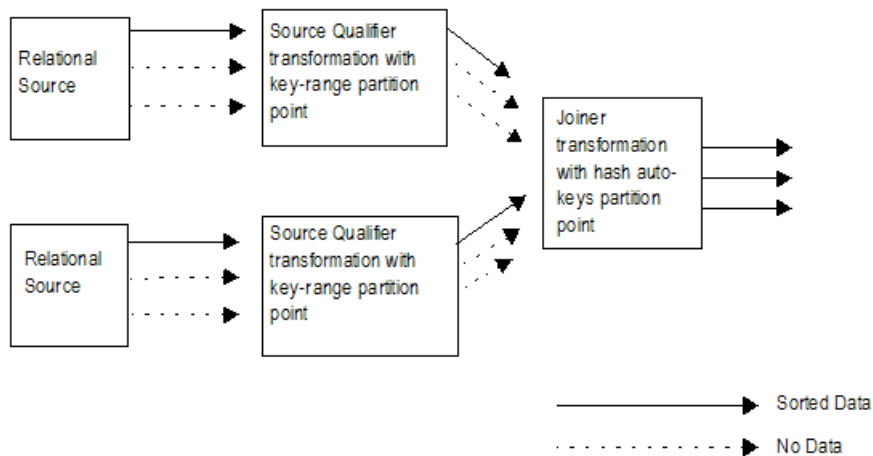 Relational
Source
Source Qualifier
transformation with
key-range partition
point
Joiner
transformation
with hash auto-
keys partition
point
Relational
Source
Source Qualifier
transformation with
key-range partition
point
Sorted Data
No Data